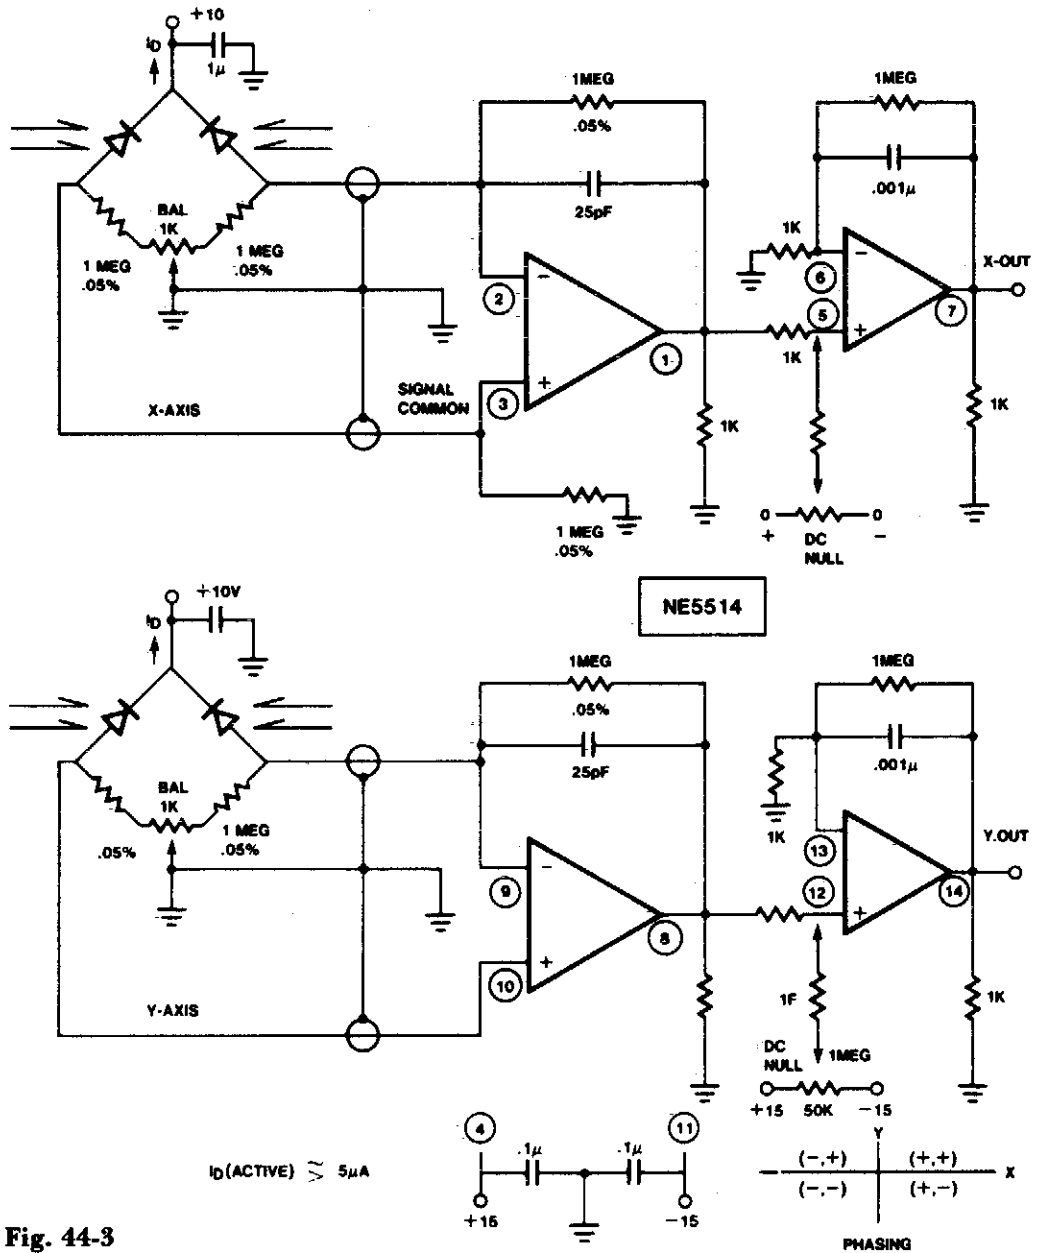 +10
ID
1µ
1MEG
.05%
25pF
1MEG
.001µ
BAL
1K
1 MEG
.05%
1 MEG
.05%
1K
6
5
1K
−
+
7
X-OUT
2
−
1
3
+
SIGNAL
COMMON
X-AXIS
1K
1K
1 MEG
.05%
0
0
+
DC
NULL
−
NE5514
+10V
ID
1MEG
.05%
25pF
1MEG
.001µ
BAL
1K
.05%
1 MEG
.05%
1K
13
12
+
14
Y.OUT
9
−
8
10
+
Y-AXIS
1F
1K
DC
NULL
1MEG
+15
50K
−15
4
.1µ
.1µ
11
+15
−15
ID(ACTIVE)
5µA
Y
(−,+)
(+,+)
−
X
(−,−)
(+,−)
PHASING
Fig. 44-3